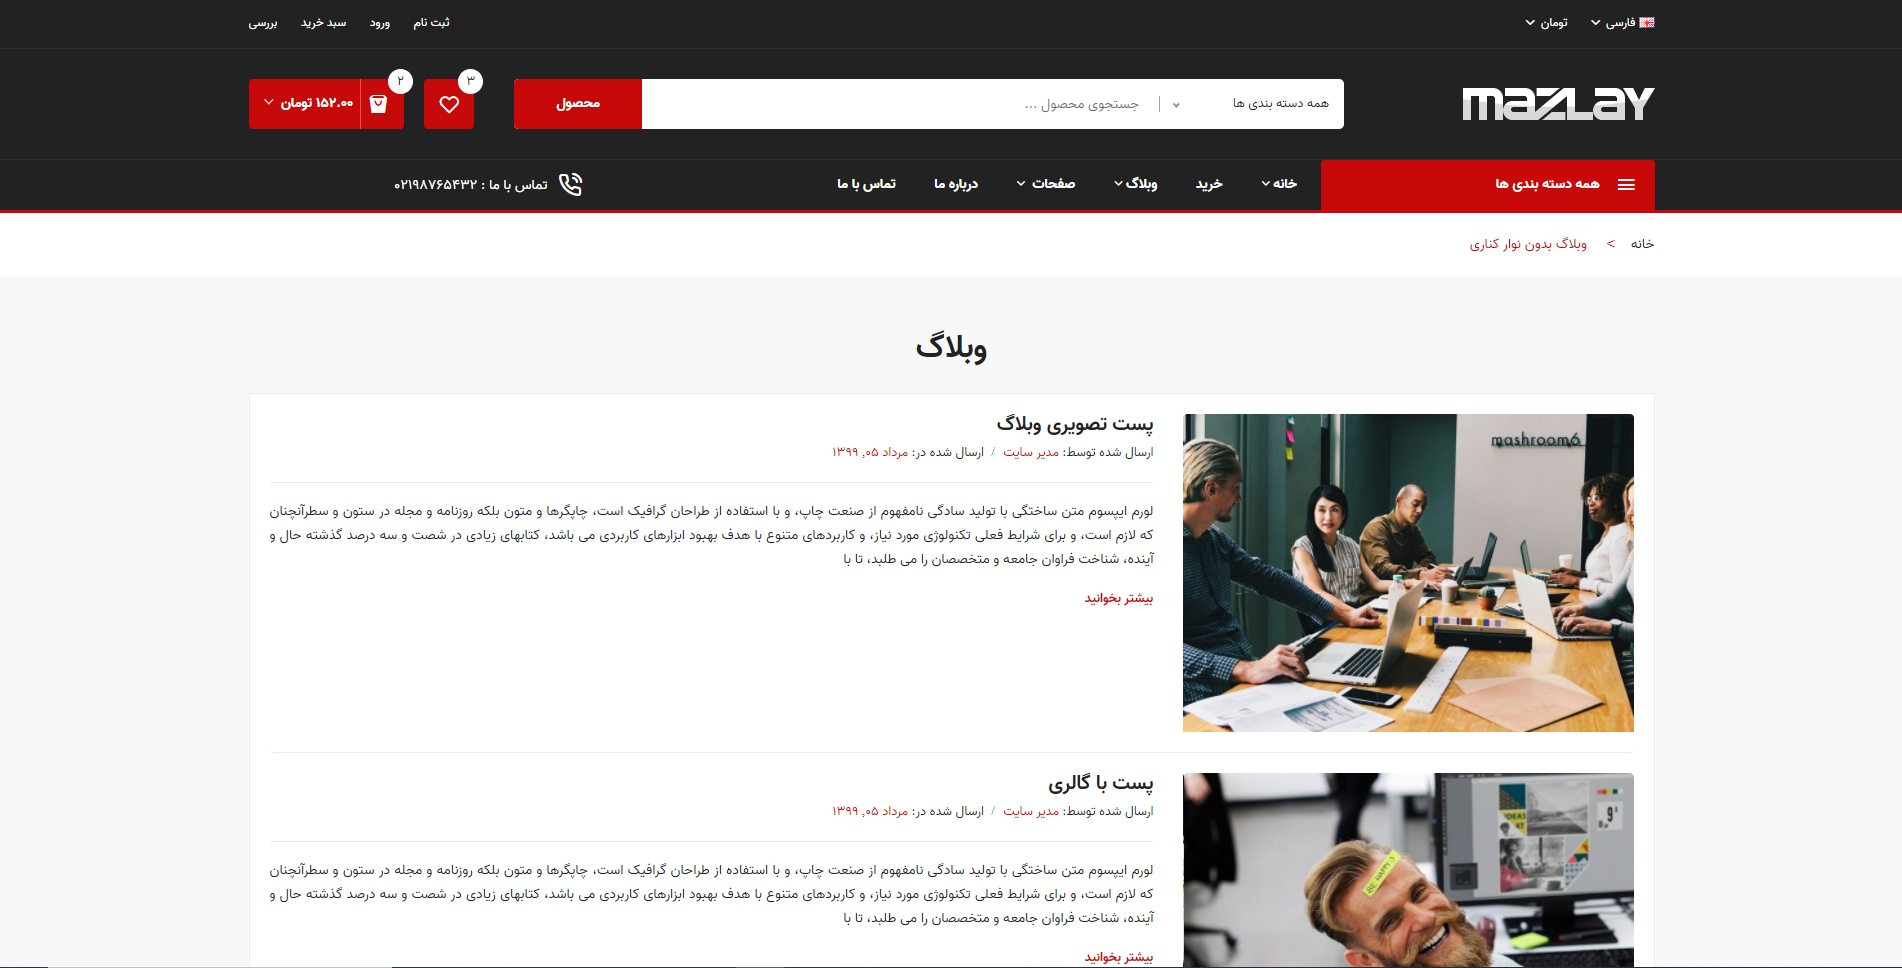 فارسی
تومان
ثبت نام
ورود
سبد خرید
بررسی
mazlay
همه دسته بندی ها
جستجوی محصول ...
محصول
۳
۲
۱۵۲.۰۰ تومان
همه دسته بندی ها
خانه
خرید
وبلاگ
صفحات
درباره ما
تماس با ما
تماس با ما : ۰۲۱۹۸۷۶۵۴۳۲
خانه > وبلاگ بدون نوار کناری
وبلاگ
mashroom6
پست تصویری وبلاگ
ارسال شده توسط: مدیر سایت / ارسال شده در: مرداد ۰۵, ۱۳۹۹
لورم ایپسوم متن ساختگی با تولید سادگی نامفهوم از صنعت چاپ، و با استفاده از طراحان گرافیک است، چاپگرها و متون بلکه روزنامه و مجله در ستون و سطرآنچنان
که لازم است، و برای شرایط فعلی تکنولوژی مورد نیاز، و کاربردهای متنوع با هدف بهبود ابزارهای کاربردی می باشد، کتابهای زیادی در شصت و سه درصد گذشته حال و
آینده، شناخت فراوان جامعه و متخصصان را می طلبد، تا با
بیشتر بخوانید
IDEAS
AT
9
BE HAPPY
پست با گالری
ارسال شده توسط: مدیر سایت / ارسال شده در: مرداد ۰۵, ۱۳۹۹
لورم ایپسوم متن ساختگی با تولید سادگی نامفهوم از صنعت چاپ، و با استفاده از طراحان گرافیک است، چاپگرها و متون بلکه روزنامه و مجله در ستون و سطرآنچنان
که لازم است، و برای شرایط فعلی تکنولوژی مورد نیاز، و کاربردهای متنوع با هدف بهبود ابزارهای کاربردی می باشد، کتابهای زیادی در شصت و سه درصد گذشته حال و
آینده، شناخت فراوان جامعه و متخصصان را می طلبد، تا با
بیشتر بخوانید